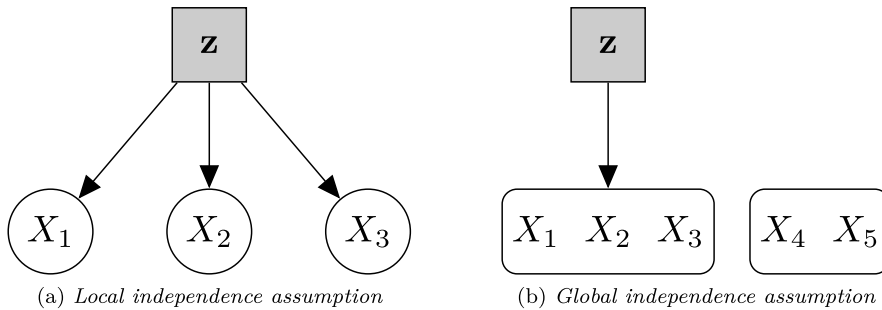 z z
X₁ X₂ X₃ X₁ X₂ X₃ X₄ X₅
(a) Local independence assumption (b) Global independence assumption